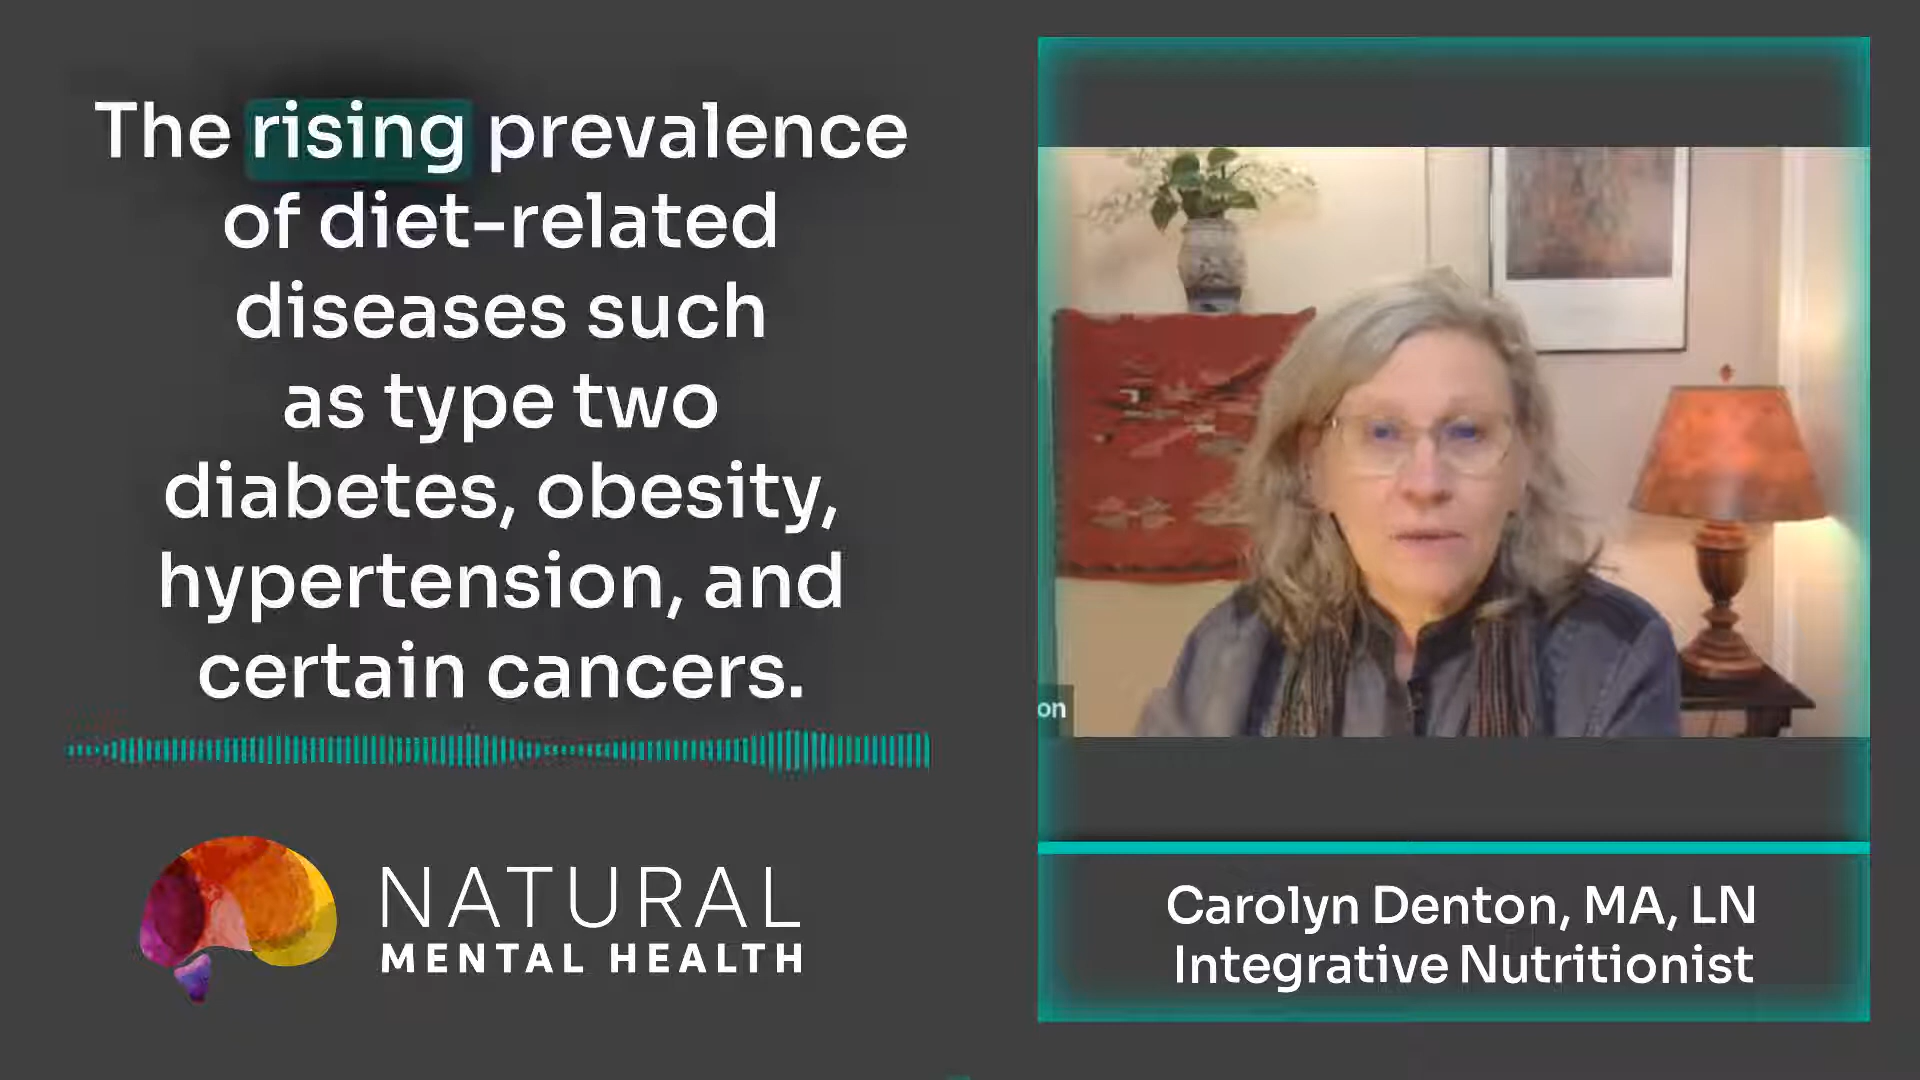 The rising prevalence
of diet-related
diseases such
as type two
diabetes, obesity,
hypertension, and
certain cancers.
NATURAL
MENTAL HEALTH
on
Carolyn Denton, MA, LN
Integrative Nutritionist